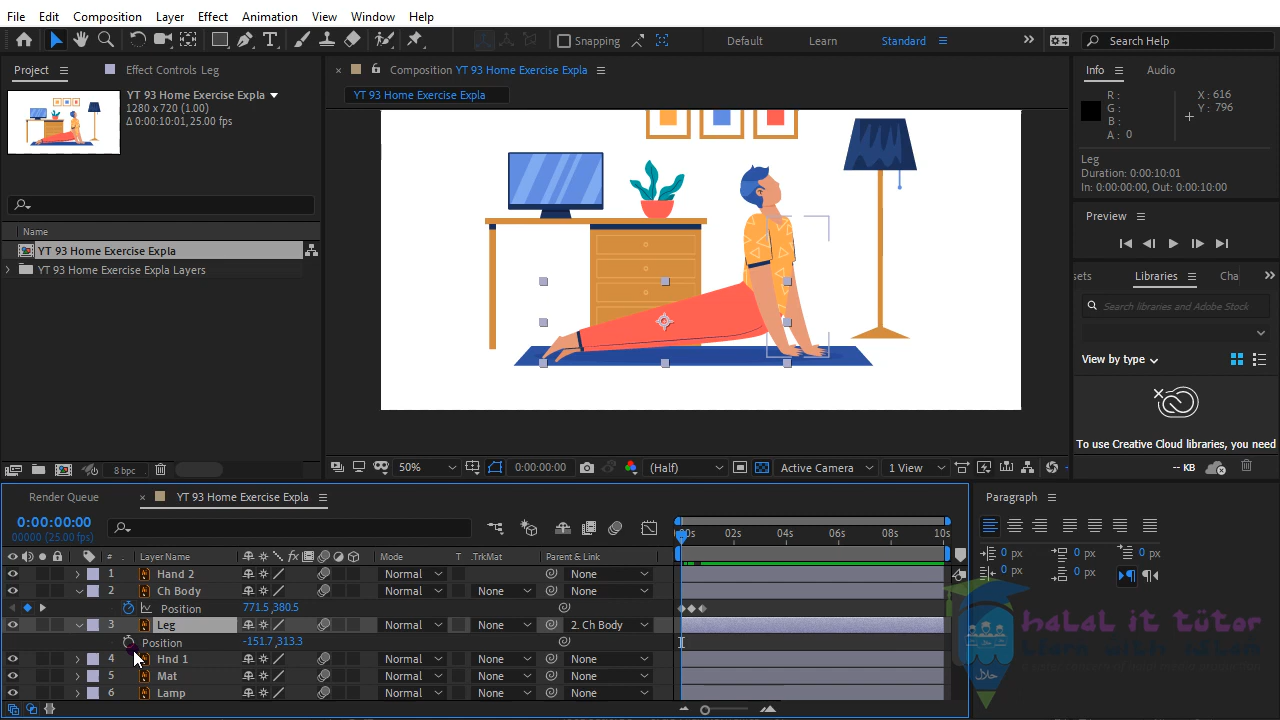 File Edit Composition Layer Effect Animation View Window Help
Snapping Default Learn Standard Search Help
Project Effect Controls Leg
YT 93 Home Exercise Expla
1280 x 720 (1.00)
Δ 0:00:10:01, 25.00 fps
Name
YT 93 Home Exercise Expla
YT 93 Home Exercise Expla Layers
8 bpc
Composition YT 93 Home Exercise Expla
YT 93 Home Exercise Expla
50% 0:00:00:00 (Half) Active Camera 1 View
Info Audio
R: X: 616
G: Y: 796
B:
A: 0
Leg
Duration: 0:00:10:01
In: 0:00:00:00, Out: 0:00:10:00
Preview
sets Libraries Cha
Search libraries and Adobe Stock
View by type
To use Creative Cloud libraries, you need
-- KB
Render Queue YT 93 Home Exercise Expla
0:00:00:00
00000 (25.00 fps)
:00s 02s 04s 06s 08s 10s
# Layer Name Mode T .TrkMat Parent & Link
1 Hand 2 Normal None
2 Ch Body Normal None None
Position 771.5,380.5
3 Leg Normal None 2. Ch Body
Position -151.7,313.3
4 Hnd 1 Normal None None
5 Mat Normal None None
6 Lamp Normal None None
Paragraph
0 px 0 px 0 px
0 px 0 px
halal it tutor
Learn with islam
حلال